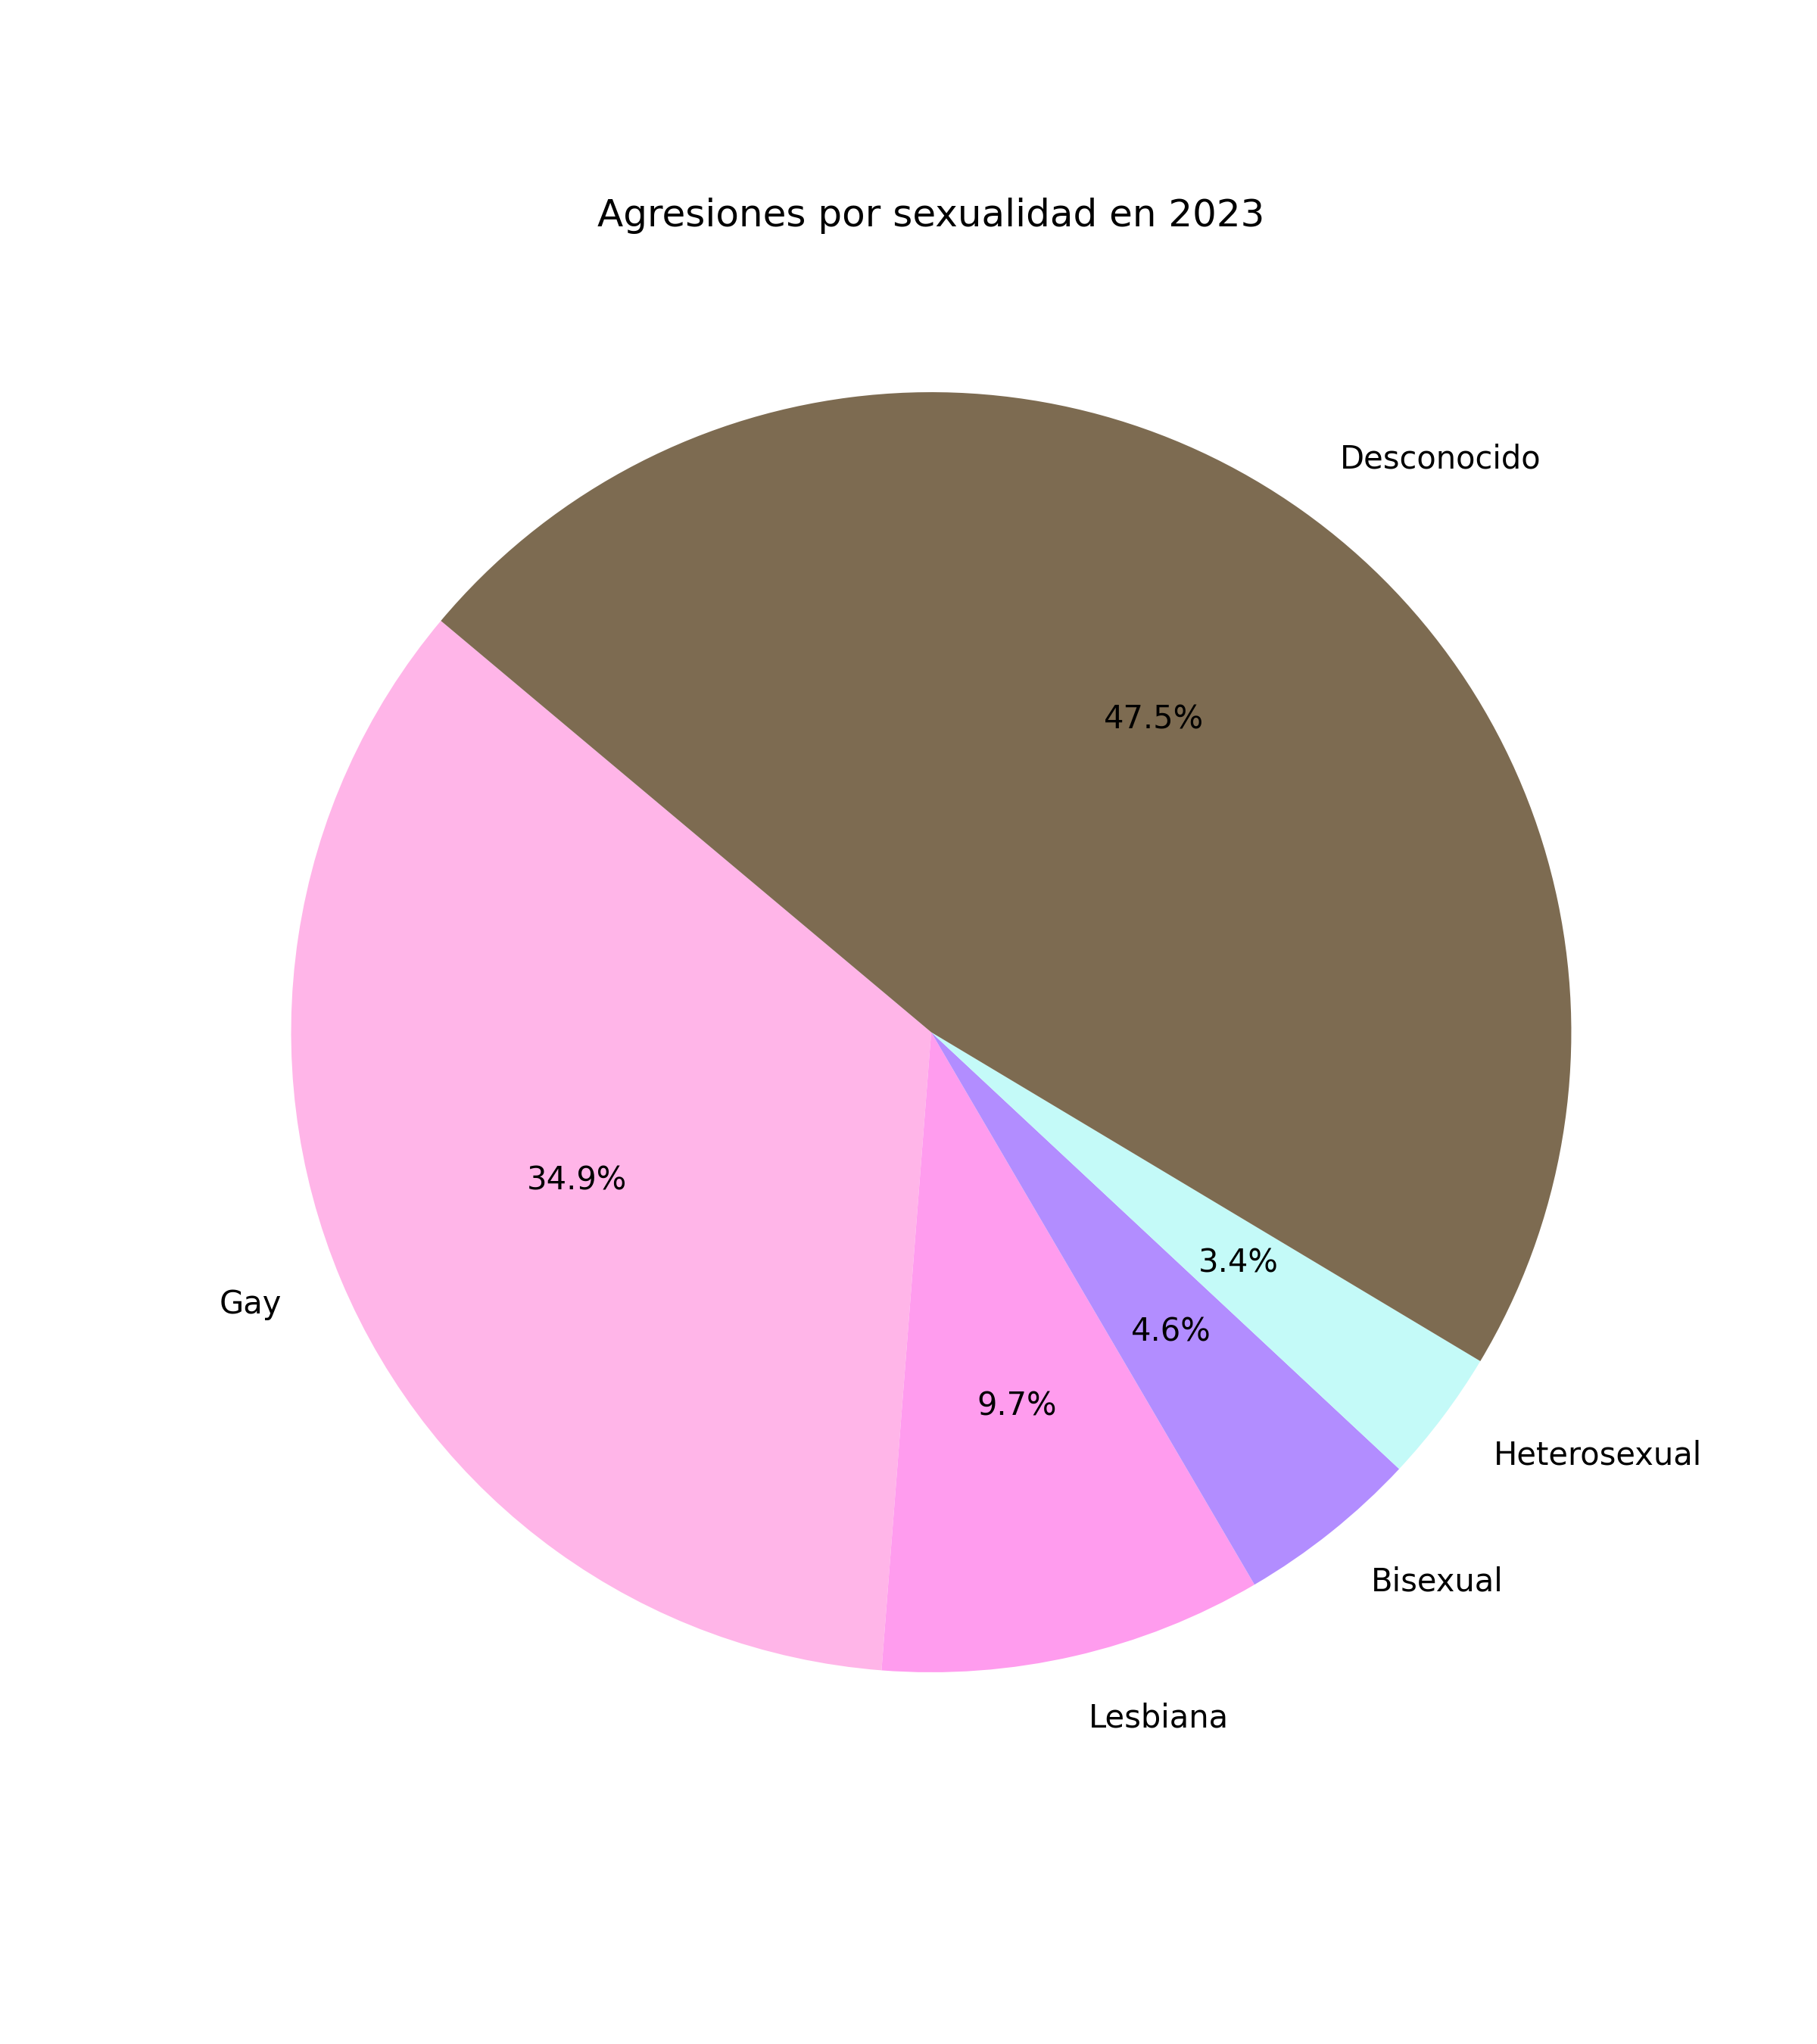 Agresiones por sexualidad en 2023
Desconocido
47.5%
34.9%
3.4%
Gay
4.6%
9.7%
Heterosexual
Bisexual
Lesbiana